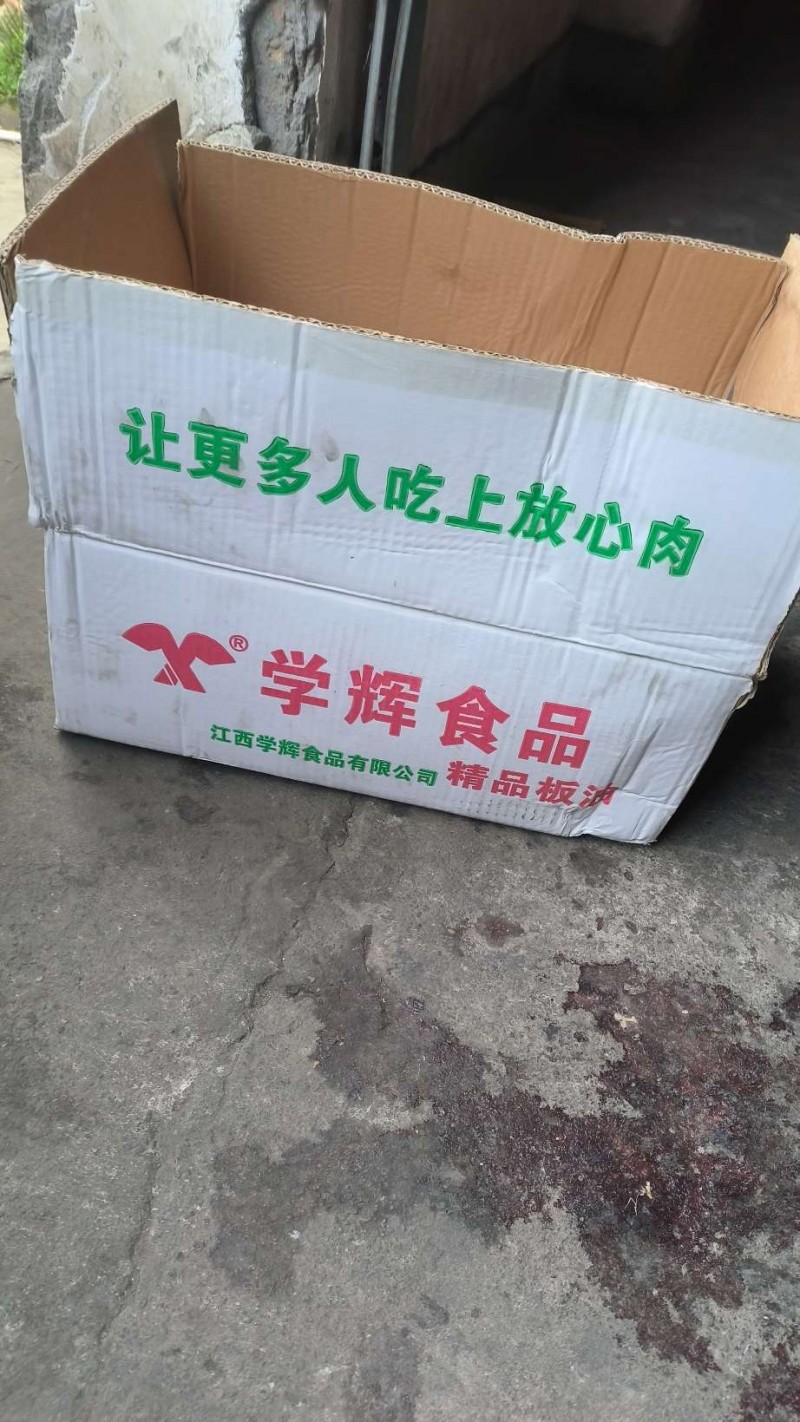 让更多人吃上放心肉
®学辉食品
江西学辉食品有限公司 精品板油